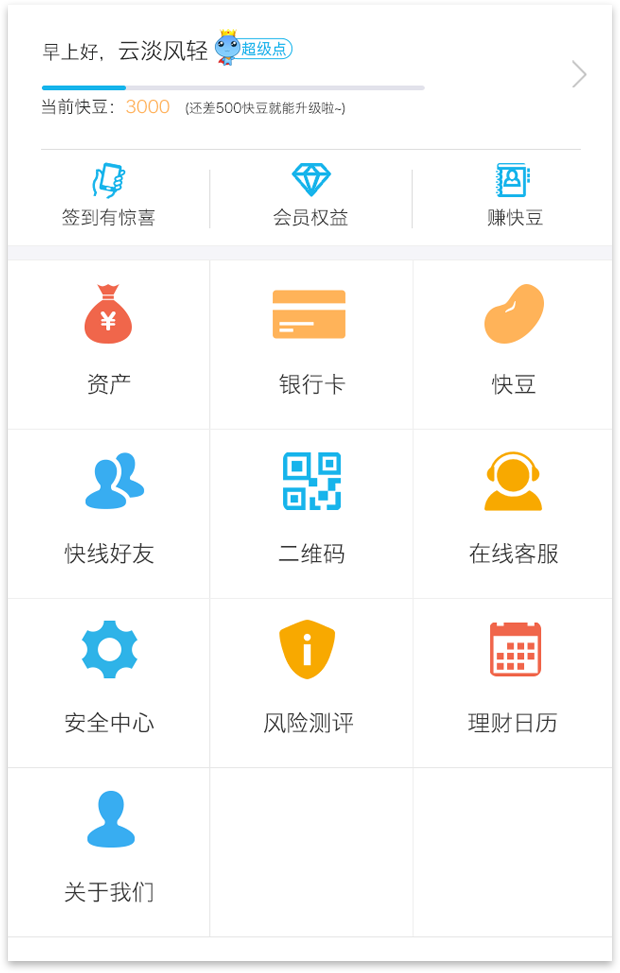 早上好，云淡风轻 超级点
当前快豆：3000 (还差500快豆就能升级啦~)
签到有惊喜 会员权益 赚快豆
¥
资产 银行卡 快豆
快线好友 二维码 在线客服
安全中心 风险测评 理财日历
关于我们